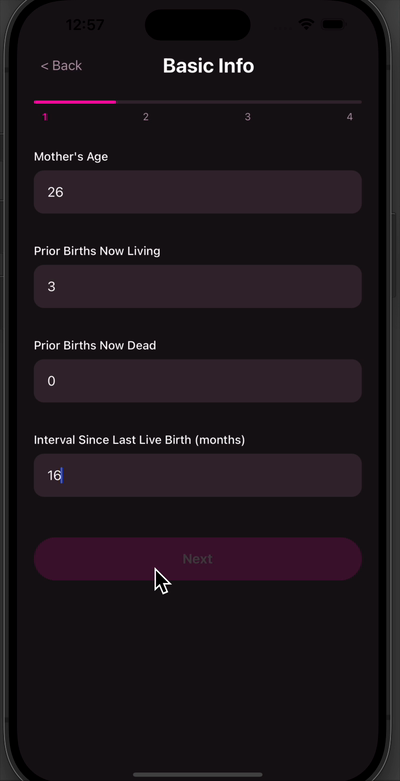 12:57
< Back
Basic Info
1 2 3 4
Mother's Age
26
Prior Births Now Living
3
Prior Births Now Dead
0
Interval Since Last Live Birth (months)
16
Next